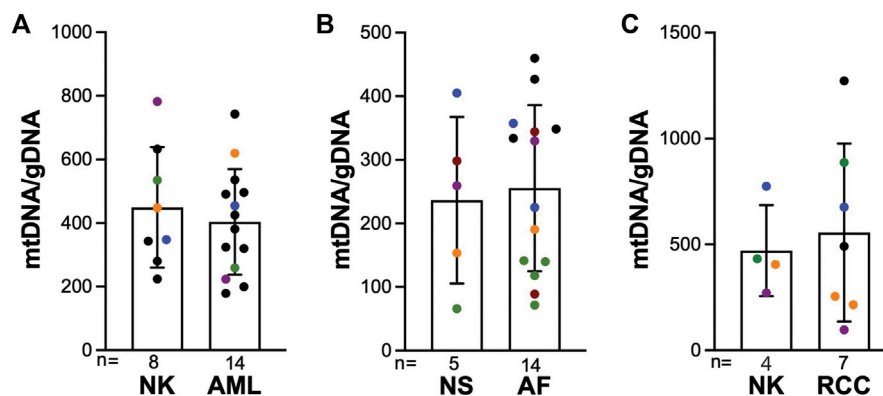 A
mtDNA/gDNA
1000
800
600
400
200
0
n= 8 14
NK AML
B
mtDNA/gDNA
500
400
300
200
100
0
n= 5 14
NS AF
C
mtDNA/gDNA
1500
1000
500
0
n= 4 7
NK RCC